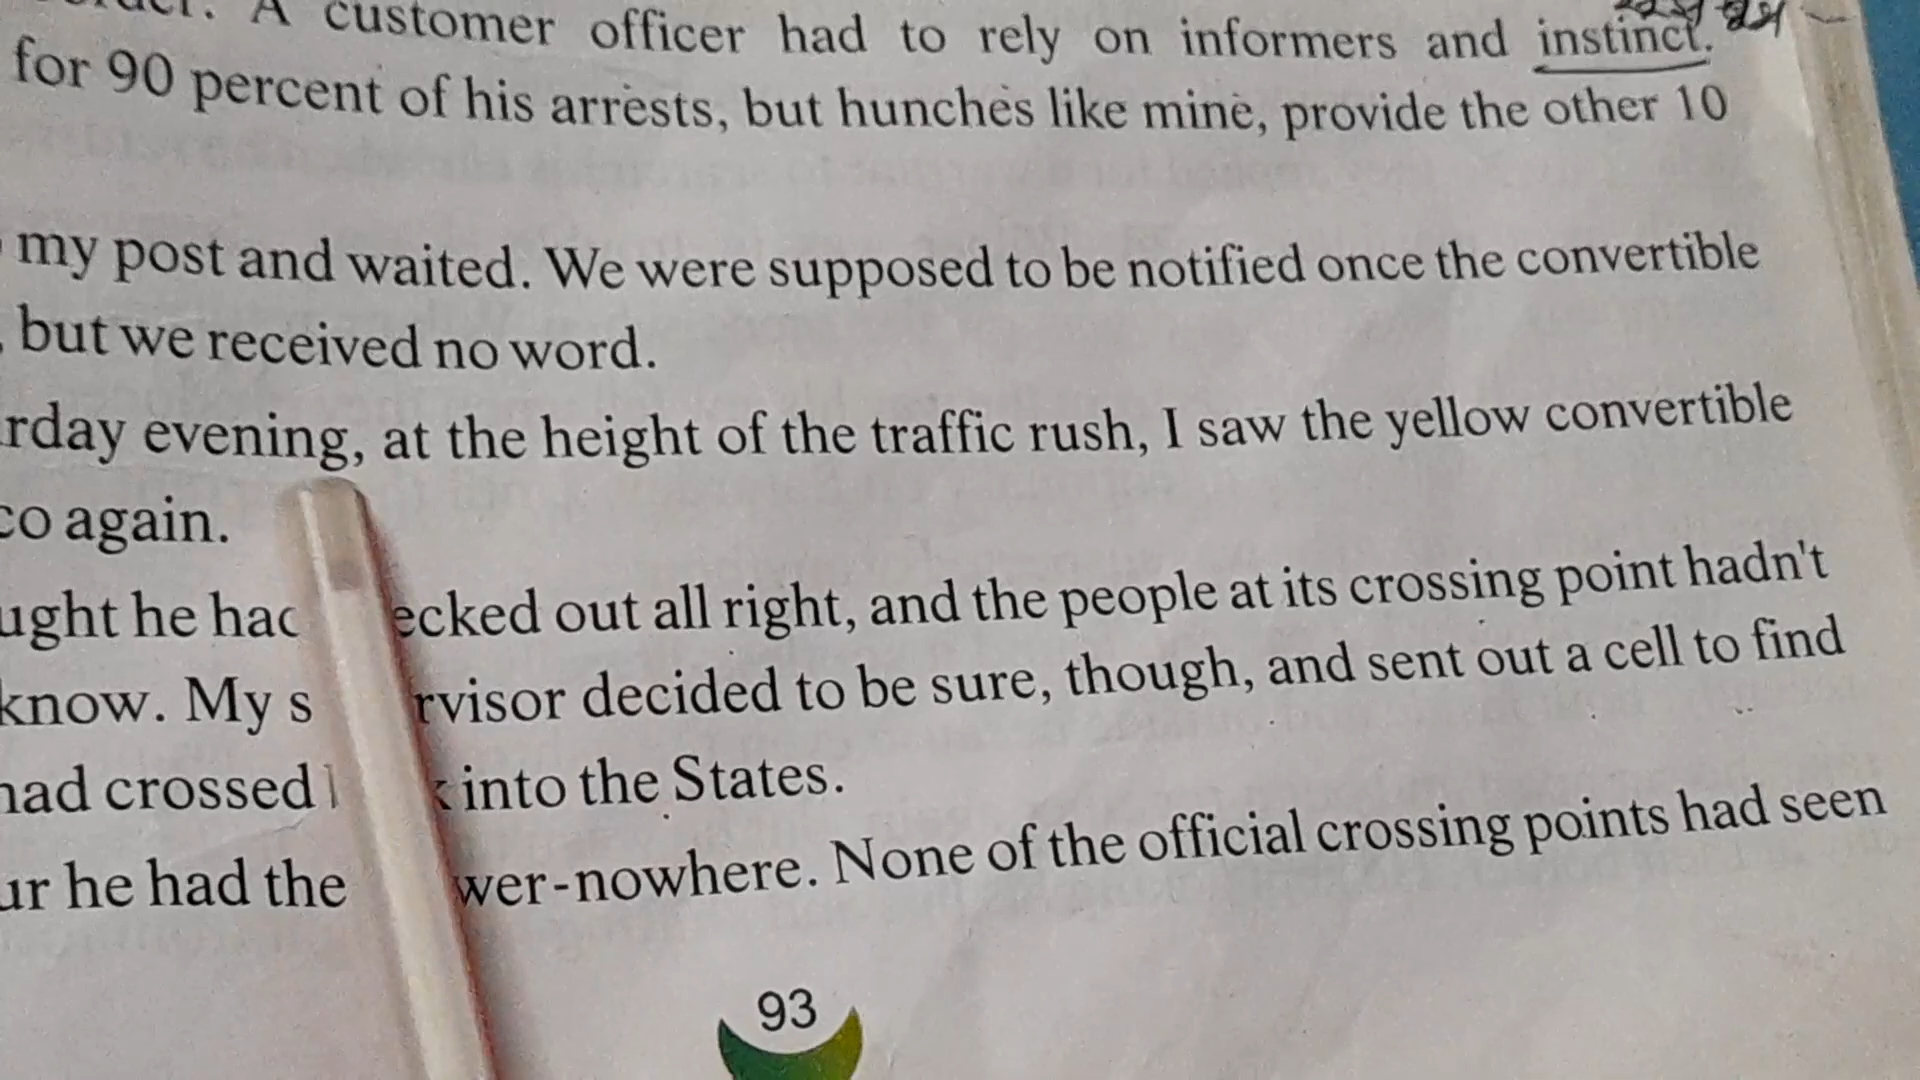 A customer officer had to rely on informers and instinct.
for 90 percent of his arrests, but hunches like mine, provide the other 10
my post and waited. We were supposed to be notified once the convertible
but we received no word.
rday evening, at the height of the traffic rush, I saw the yellow convertible
co again.
ught he had ecked out all right, and the people at its crossing point hadn't
know. My s rvisor decided to be sure, though, and sent out a cell to find
had crossed into the States.
ur he had the wer-nowhere. None of the official crossing points had seen
93